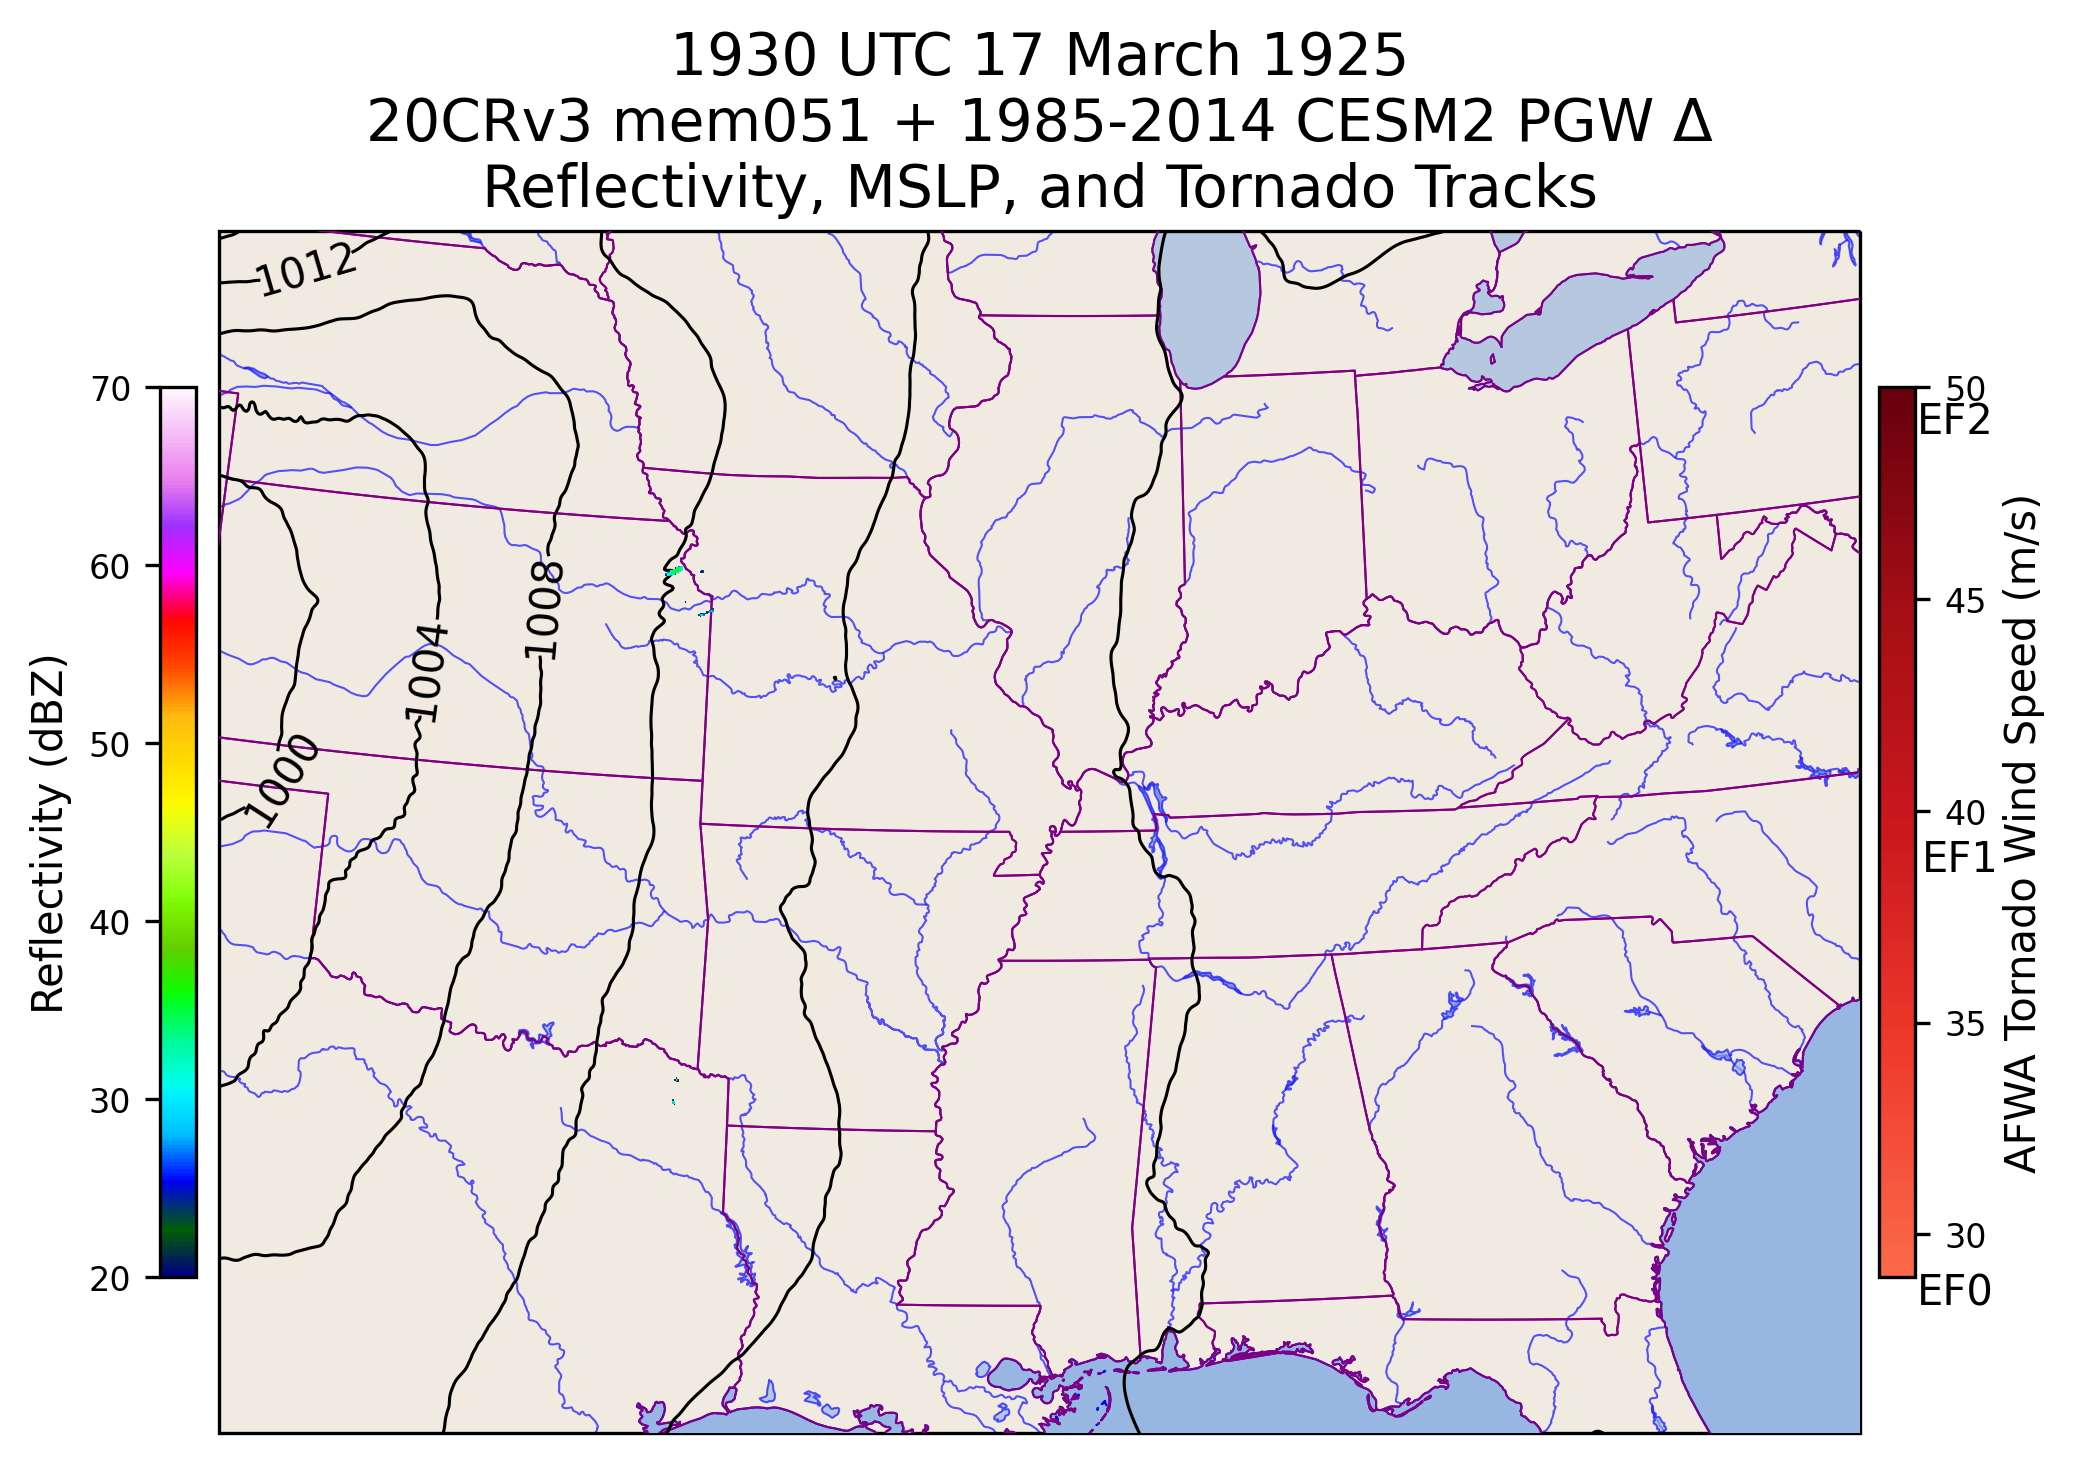 1930 UTC 17 March 1925
20CRv3 mem051 + 1985-2014 CESM2 PGW Δ
Reflectivity, MSLP, and Tornado Tracks
1012
1008
1004
1000
70
60
50
40
30
20
Reflectivity (dBZ)
50
EF2
45
40
EF1
35
30
EF0
AFWA Tornado Wind Speed (m/s)